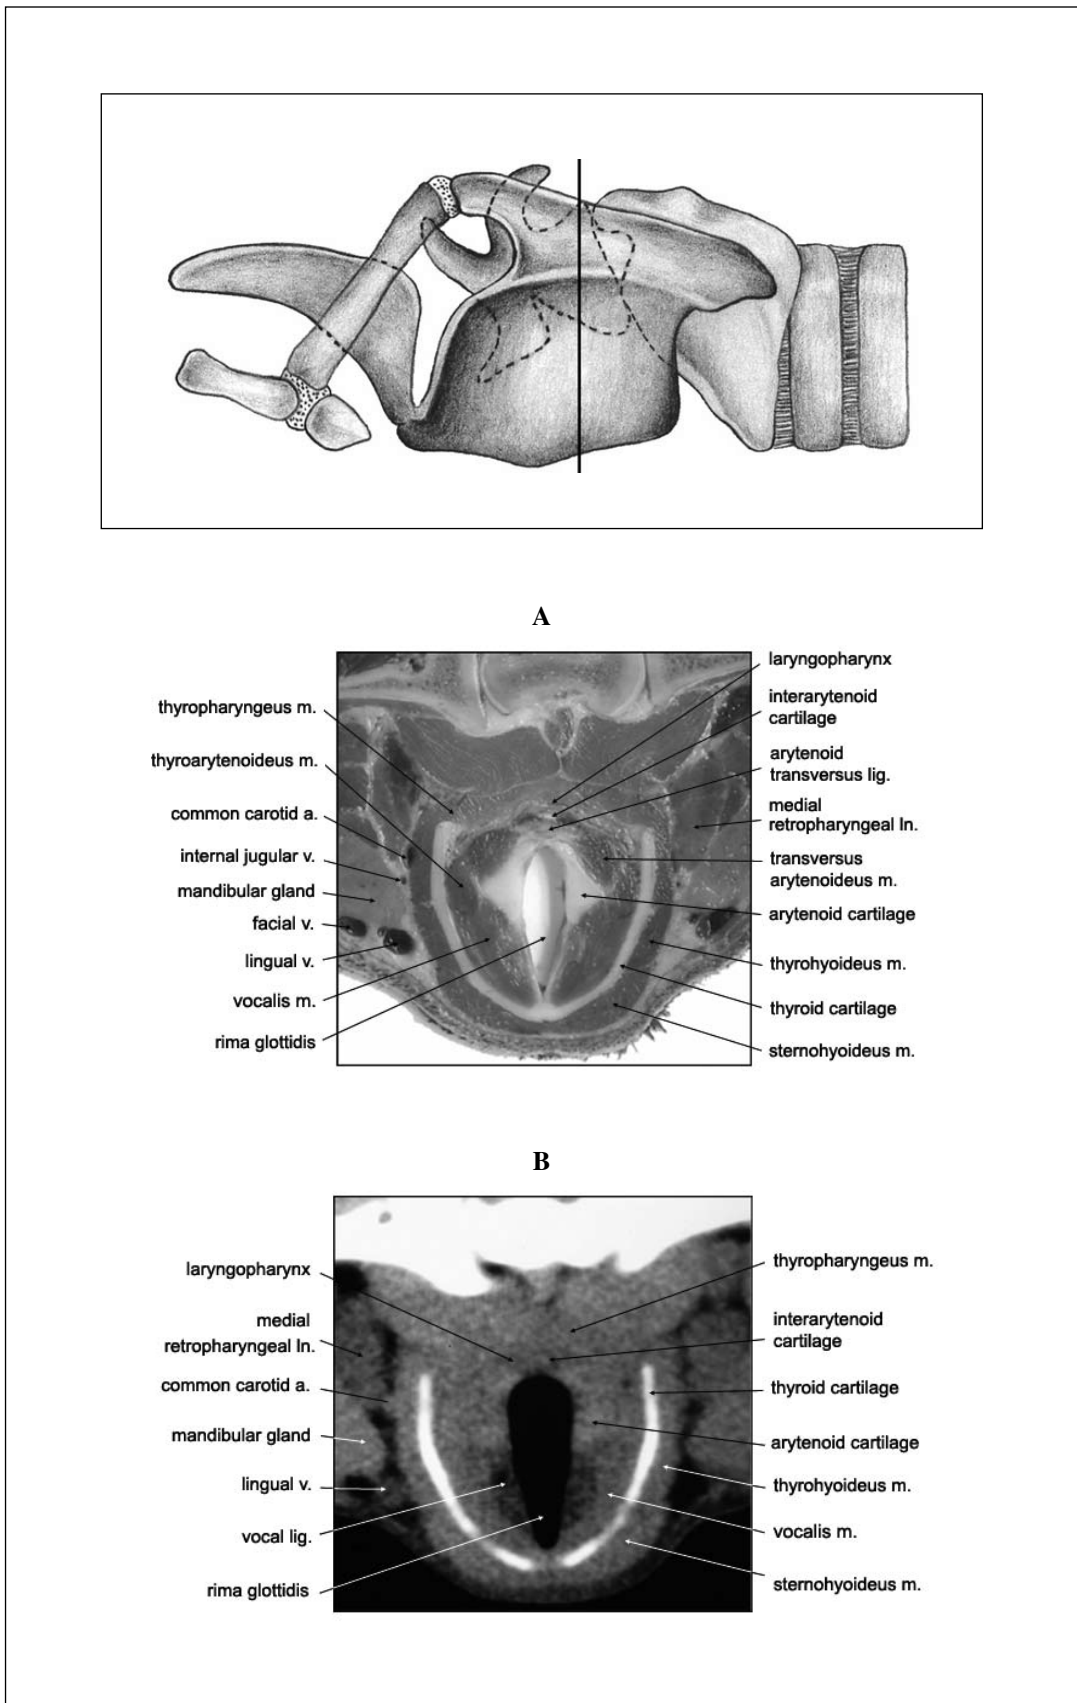 A
thyropharyngeus m.
thyroarytenoideus m.
common carotid a.
internal jugular v.
mandibular gland
facial v.
lingual v.
vocalis m.
rima glottidis
laryngopharynx
interarytenoid
cartilage
arytenoid
transversus lig.
medial
retropharyngeal ln.
transversus
arytenoideus m.
arytenoid cartilage
thyrohyoideus m.
thyroid cartilage
sternohyoideus m.
B
laryngopharynx
medial
retropharyngeal ln.
common carotid a.
mandibular gland
lingual v.
vocal lig.
rima glottidis
thyropharyngeus m.
interarytenoid
cartilage
thyroid cartilage
arytenoid cartilage
thyrohyoideus m.
vocalis m.
sternohyoideus m.